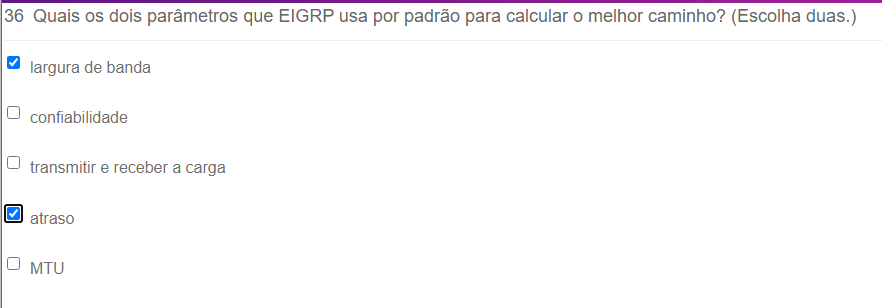 36 Quais os dois parâmetros que EIGRP usa por padrão para calcular o melhor caminho? (Escolha duas.)
largura de banda
confiabilidade
transmitir e receber a carga
atraso
MTU